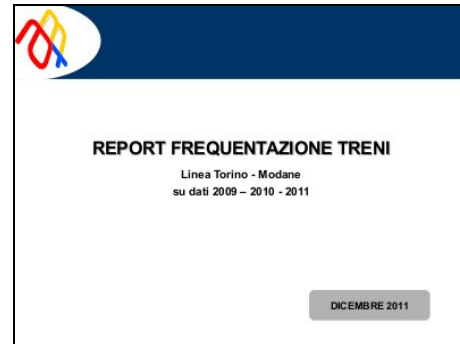 REPORT FREQUENTAZIONE TRENI
Linea Torino - Modane
su dati 2009 – 2010 - 2011
DICEMBRE 2011